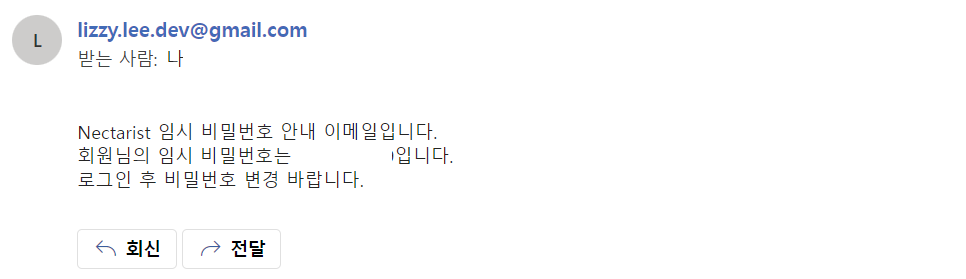 L
lizzy.lee.dev@gmail.com
받는 사람: 나
Nectarist 임시 비밀번호 안내 이메일입니다.
회원님의 임시 비밀번호는 입니다.
로그인 후 비밀번호 변경 바랍니다.
회신 전달